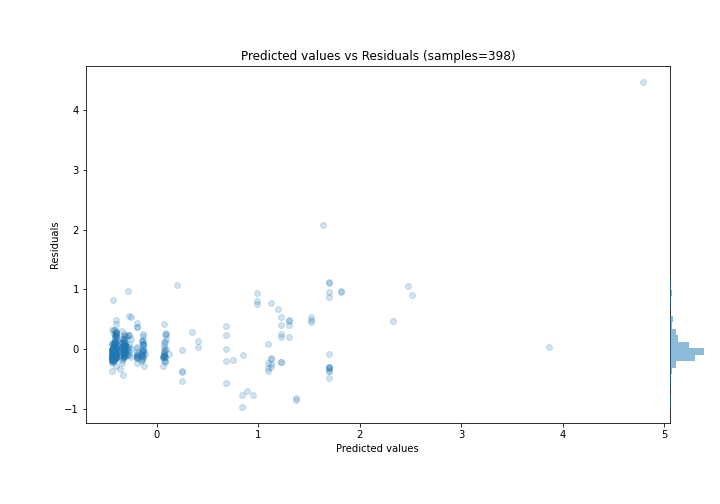 Predicted values vs Residuals (samples=398)
Residuals
4
3
2
1
0
−1
0 1 2 3 4 5
Predicted values